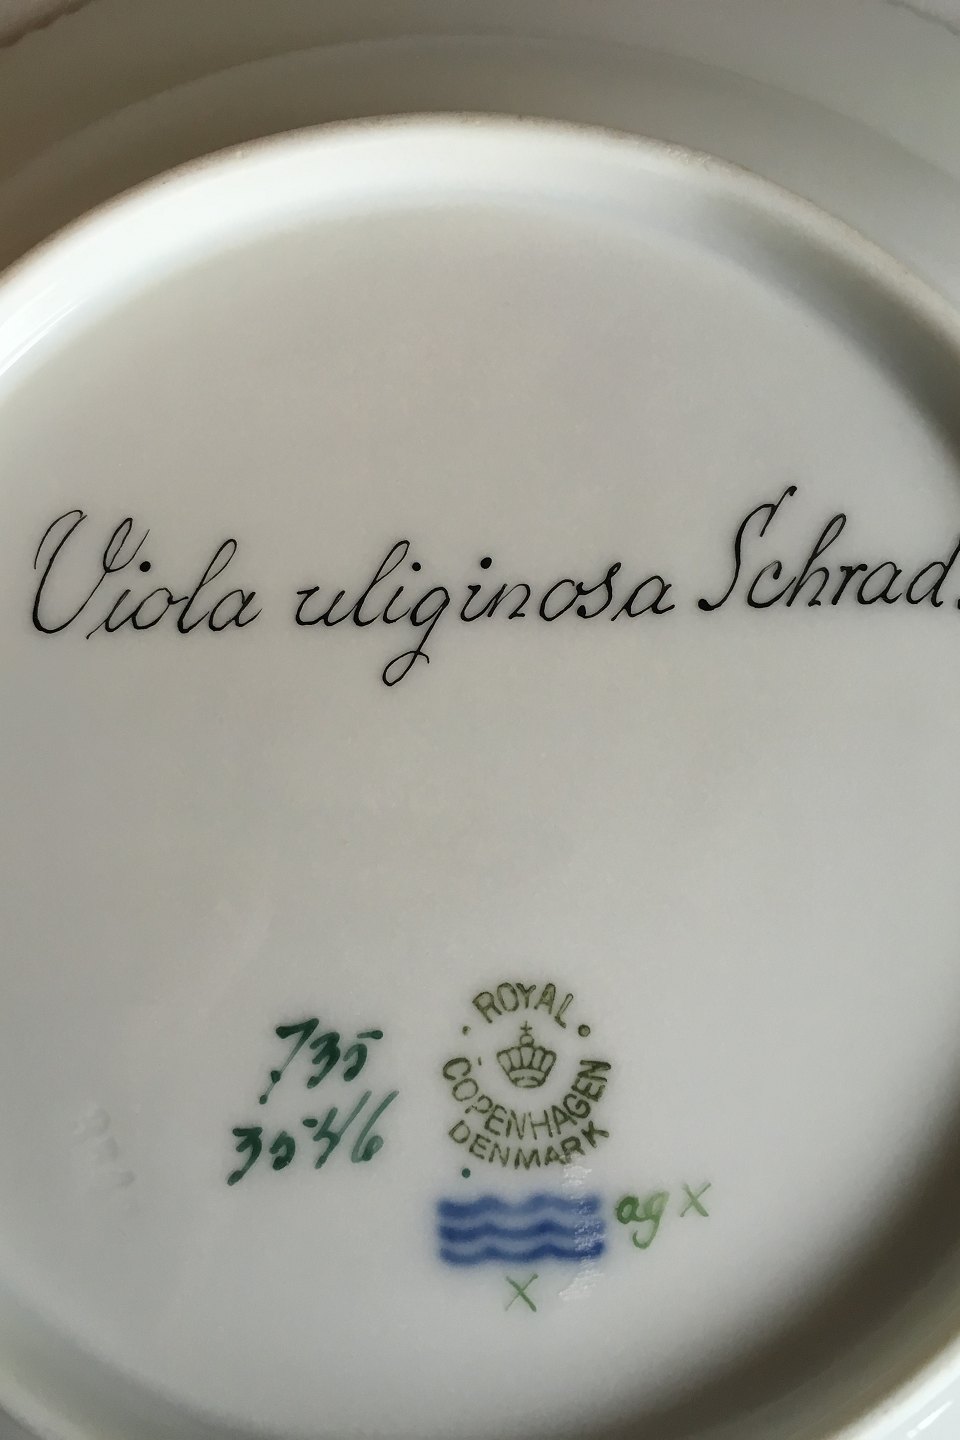 Viola uliginosa Schrad.
ROYAL
COPENHAGEN
DENMARK
735
3546
ag X
X